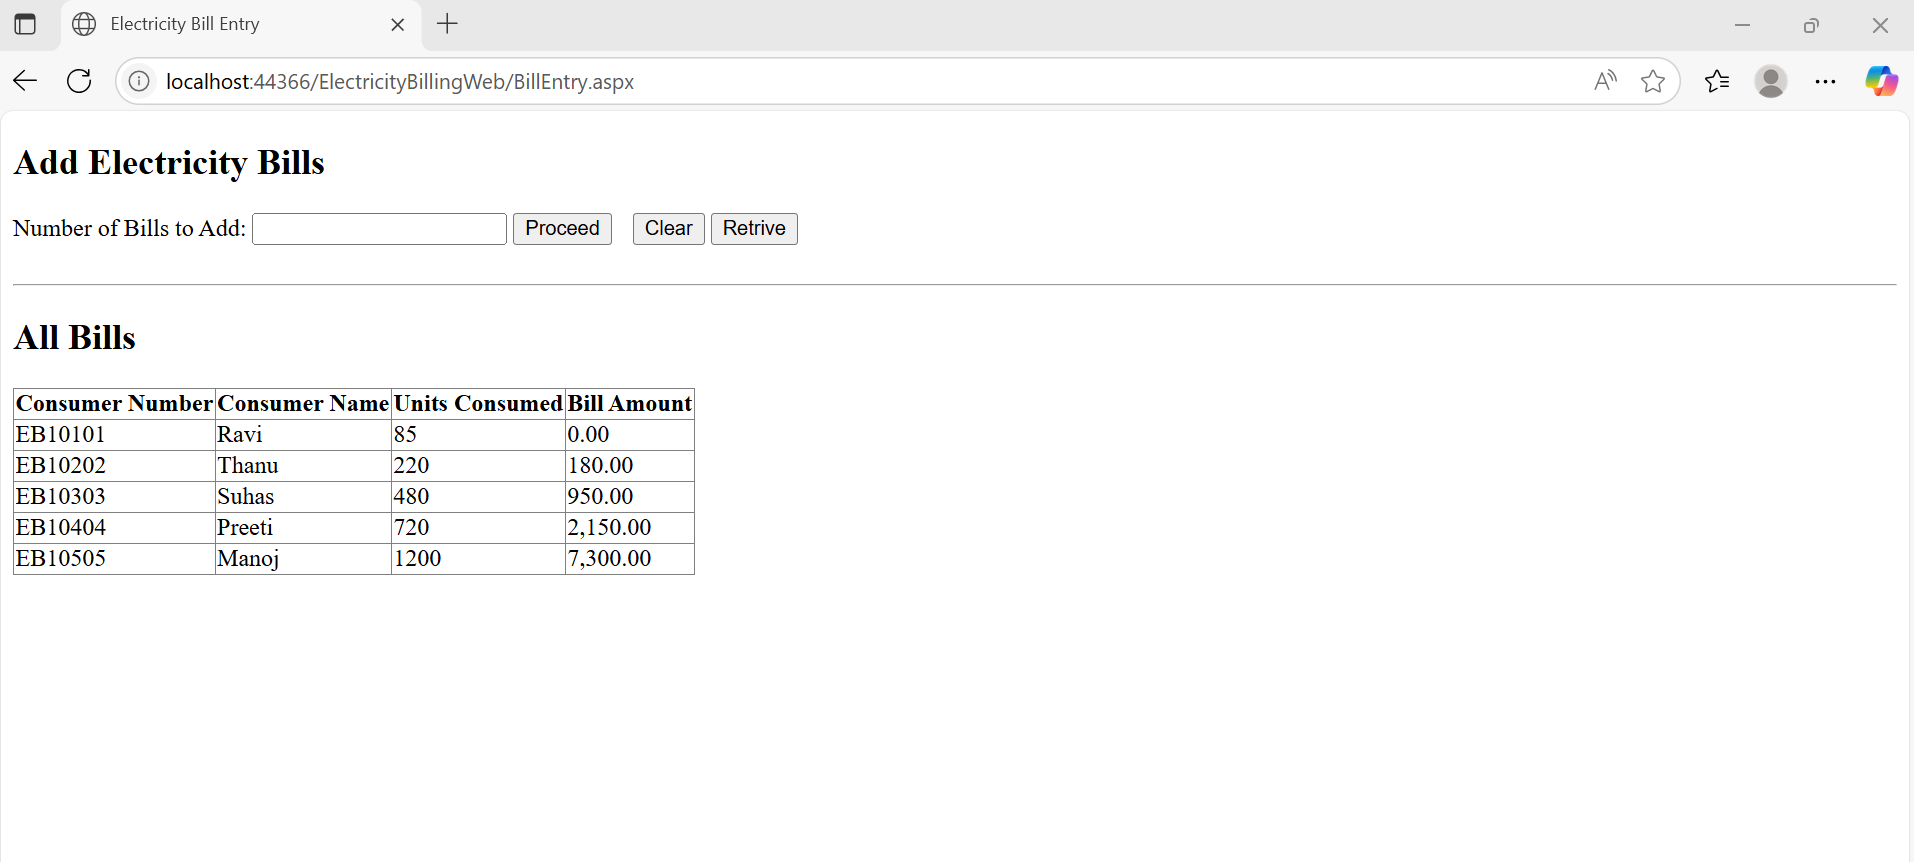 Electricity Bill Entry
localhost:44366/ElectricityBillingWeb/BillEntry.aspx
Add Electricity Bills
Number of Bills to Add: Proceed Clear Retrive
All Bills
Consumer Number Consumer Name Units Consumed Bill Amount
EB10101 Ravi 85 0.00
EB10202 Thanu 220 180.00
EB10303 Suhas 480 950.00
EB10404 Preeti 720 2,150.00
EB10505 Manoj 1200 7,300.00